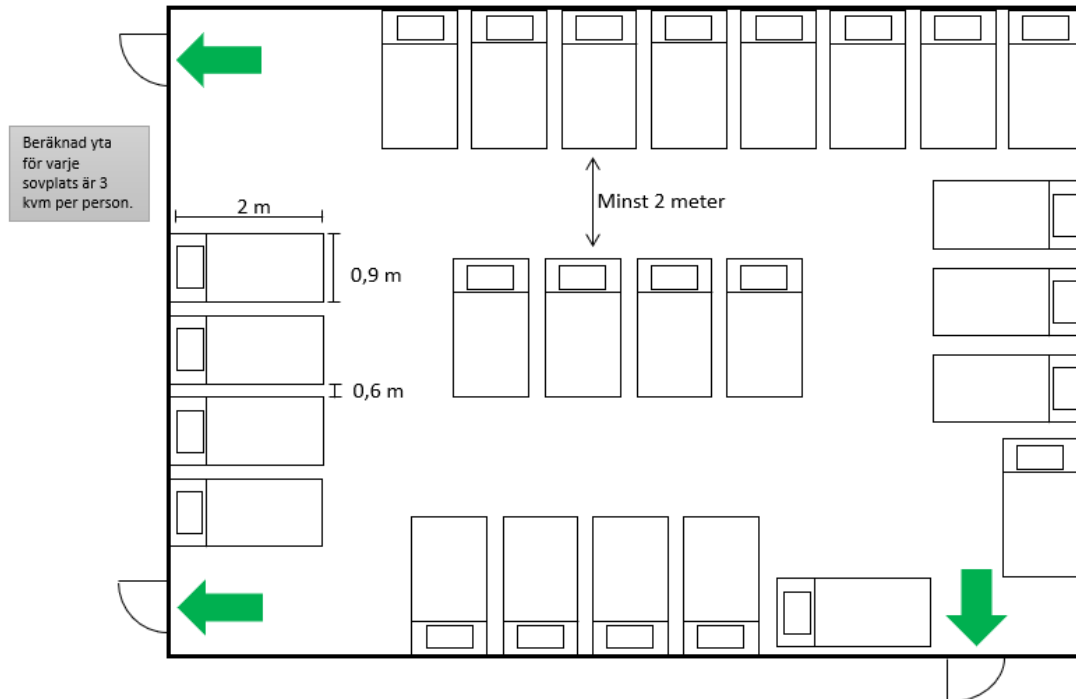 Beräknad yta
för varje
sovplats är 3
kvm per person.
2 m
Minst 2 meter
0,9 m
0,6 m